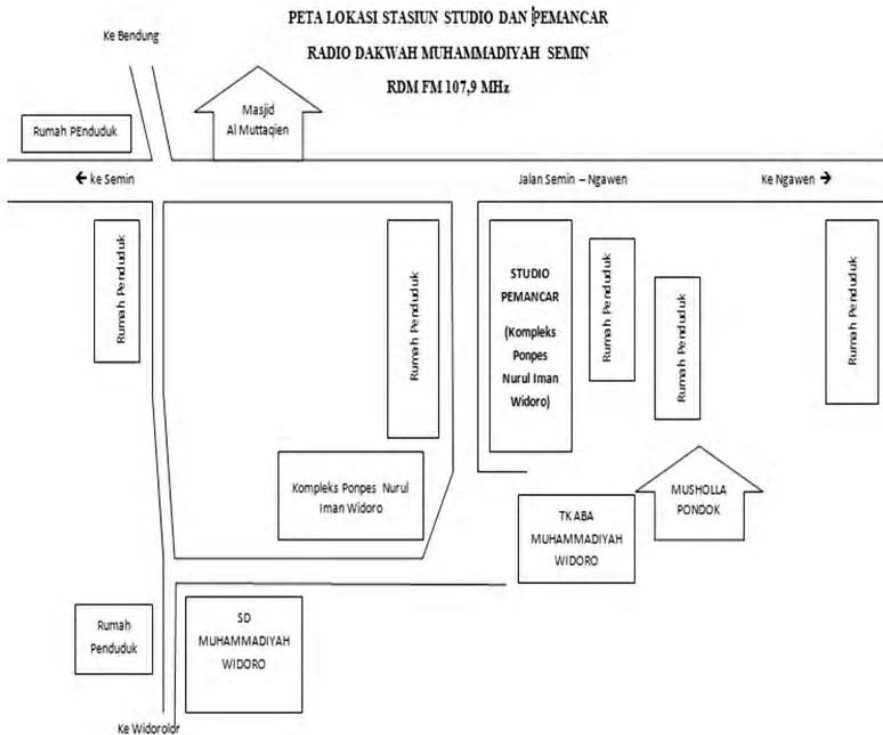 PETA LOKASI STASIUN STUDIO DAN PEMANCAR
RADIO DAKWAH MUHAMMADIYAH SEMIN
RDM FM 107,9 MHz
Ke Bendung
Masjid
Al Muttaqien
Rumah PEnduduk
← ke Semin
Jalan Semin – Ngawen
Ke Ngawen →
Rumah Penduduk
Rumah Penduduk
STUDIO
PEMANCAR
(Kompleks
Ponpes
Nurul Iman
Widoro)
Rumah Penduduk
Rumah Penduduk
Rumah Penduduk
Kompleks Ponpes Nurul
Iman Widoro
MUSHOLLA
PONDOK
TK ABA
MUHAMMADIYAH
WIDORO
Rumah
Penduduk
SD
MUHAMMADIYAH
WIDORO
Ke Widorolor